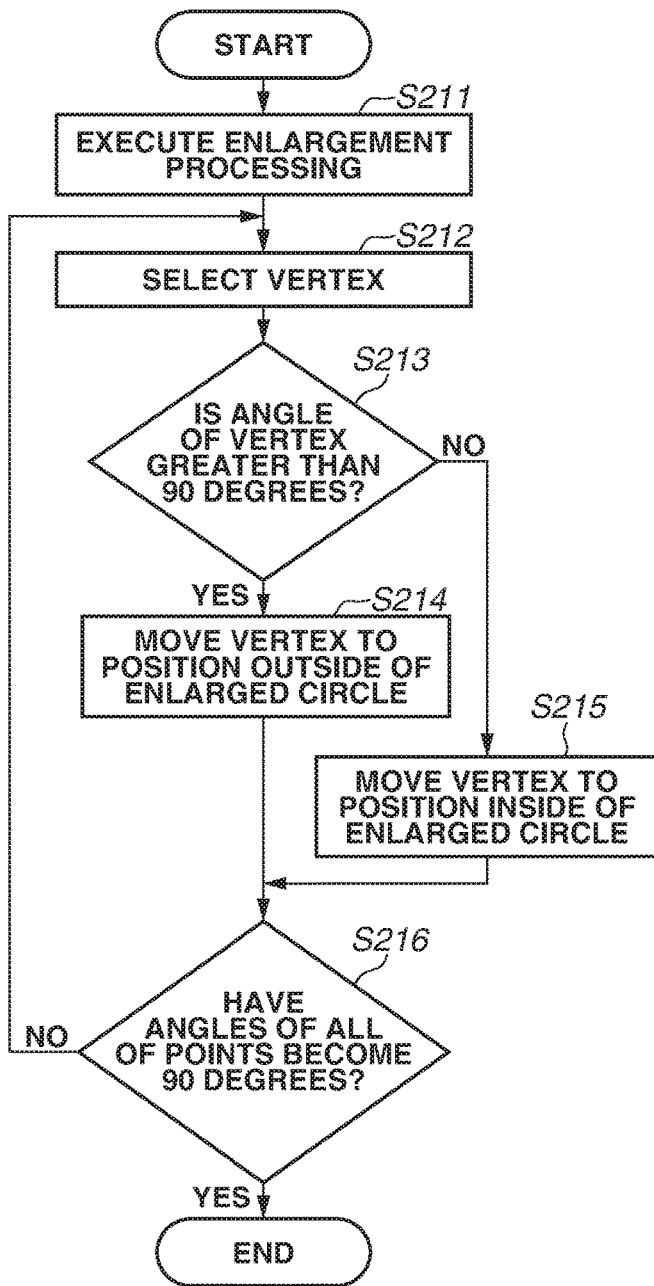 START
S211
EXECUTE ENLARGEMENT
PROCESSING
S212
SELECT VERTEX
S213
IS ANGLE
OF VERTEX
GREATER THAN
90 DEGREES?
NO
YES
S214
MOVE VERTEX TO
POSITION OUTSIDE OF
ENLARGED CIRCLE
S215
MOVE VERTEX TO
POSITION INSIDE OF
ENLARGED CIRCLE
S216
HAVE
ANGLES OF ALL
OF POINTS BECOME
90 DEGREES?
NO
YES
END